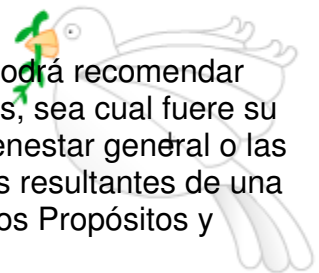 odrá recomendar
s, sea cual fuere su
enestar general o las
s resultantes de una
os Propósitos y